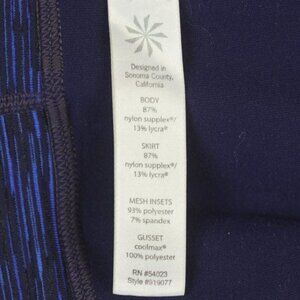 Designed in
Sonoma County,
California
BODY
87%
nylon supplex®/
13% lycra®
SKIRT
87%
nylon supplex®/
13% lycra®
MESH INSETS
93% polyester
7% spandex
GUSSET
coolmax®
100% polyester
RN #54023
Style #919077